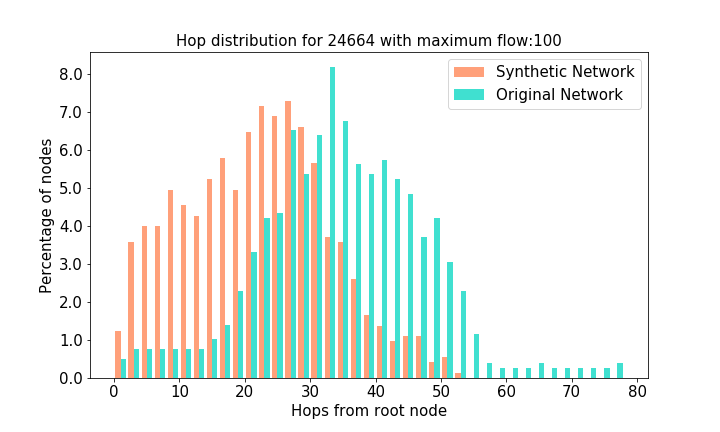 Hop distribution for 24664 with maximum flow:100
Synthetic Network
Original Network
Percentage of nodes
8.0
7.0
6.0
5.0
4.0
3.0
2.0
1.0
0.0
0 10 20 30 40 50 60 70 80
Hops from root node